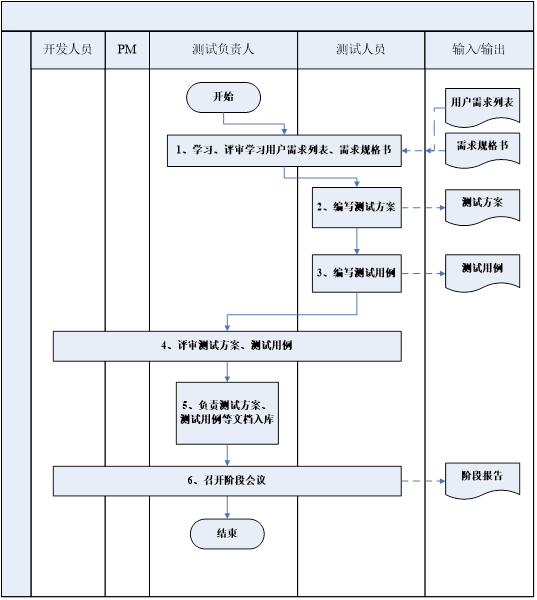 开发人员
PM
测试负责人
测试人员
输入/输出
开始
用户需求列表
1、学习、评审学习用户需求列表、需求规格书
需求规格书
2、编写测试方案
测试方案
3、编写测试用例
测试用例
4、评审测试方案、测试用例
5、负责测试方案、
测试用例等文档入库
6、召开阶段会议
阶段报告
结束